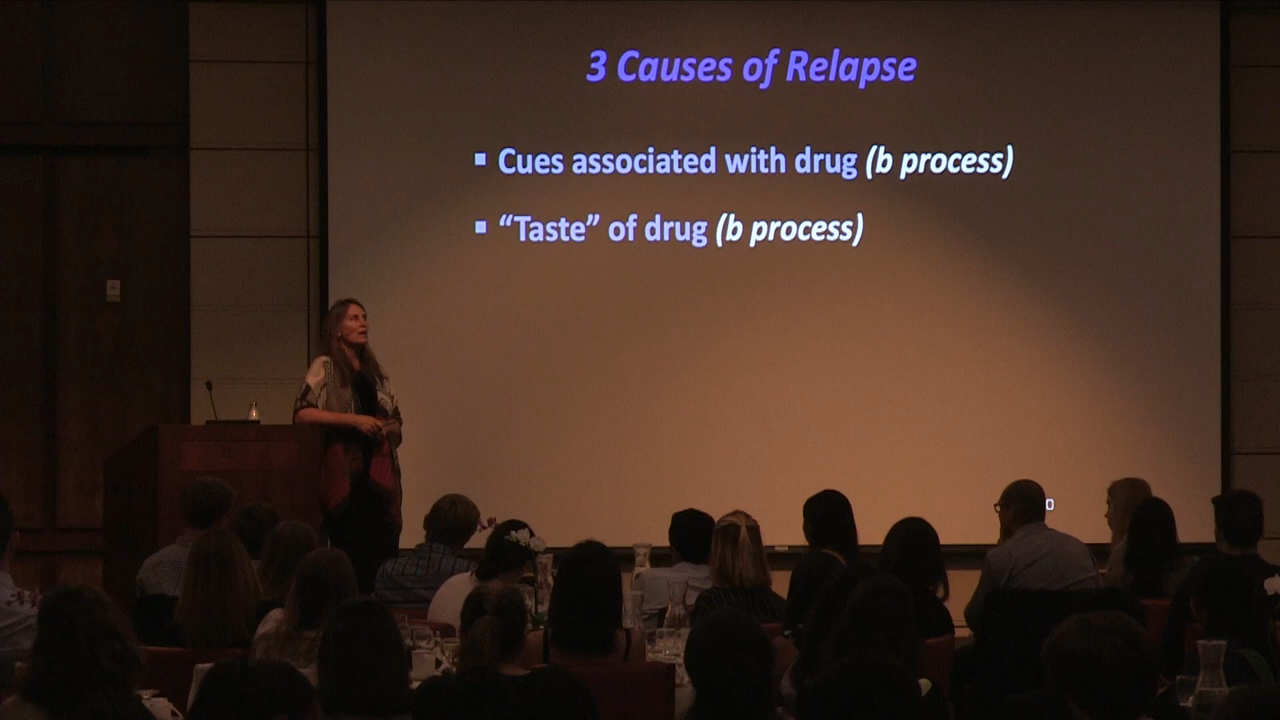 3 Causes of Relapse
▪ Cues associated with drug (b process)
▪ “Taste” of drug (b process)